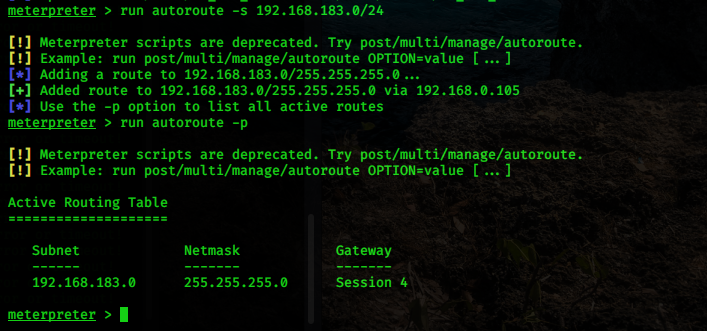 meterpreter > run autoroute -s 192.168.183.0/24
[!] Meterpreter scripts are deprecated. Try post/multi/manage/autoroute.
[!] Example: run post/multi/manage/autoroute OPTION=value [...]
[*] Adding a route to 192.168.183.0/255.255.255.0...
[+] Added route to 192.168.183.0/255.255.255.0 via 192.168.0.105
[*] Use the -p option to list all active routes
meterpreter > run autoroute -p
[!] Meterpreter scripts are deprecated. Try post/multi/manage/autoroute.
[!] Example: run post/multi/manage/autoroute OPTION=value [...]
Active Routing Table
====================
Subnet Netmask Gateway
------ ------- -------
192.168.183.0 255.255.255.0 Session 4
meterpreter >